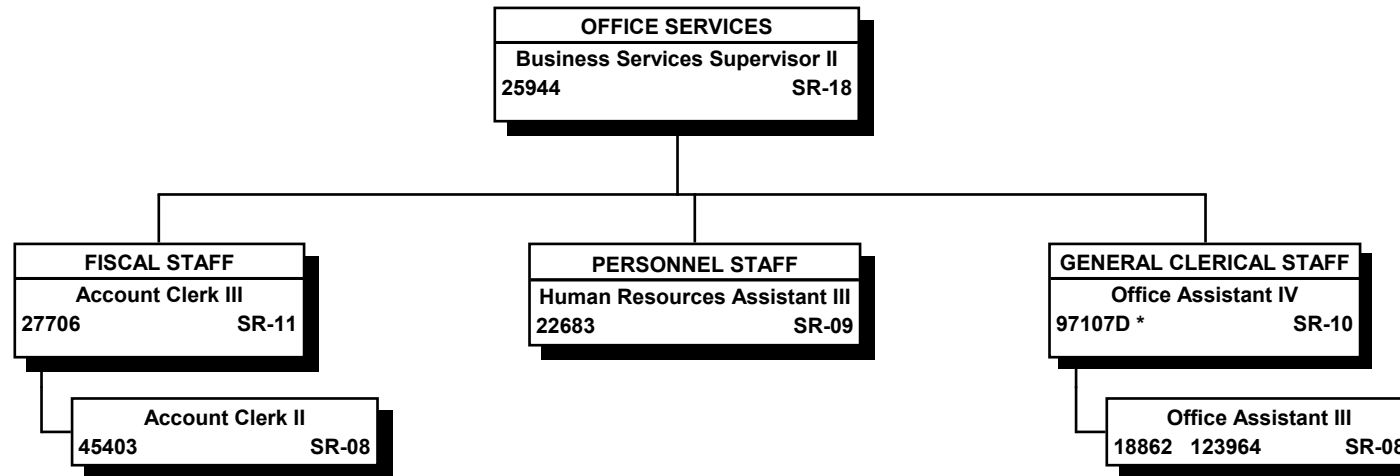 OFFICE SERVICES
Business Services Supervisor II
25944 SR-18
FISCAL STAFF
Account Clerk III
27706 SR-11
Account Clerk II
45403 SR-08
PERSONNEL STAFF
Human Resources Assistant III
22683 SR-09
GENERAL CLERICAL STAFF
Office Assistant IV
97107D * SR-10
Office Assistant III
18862 123964 SR-08